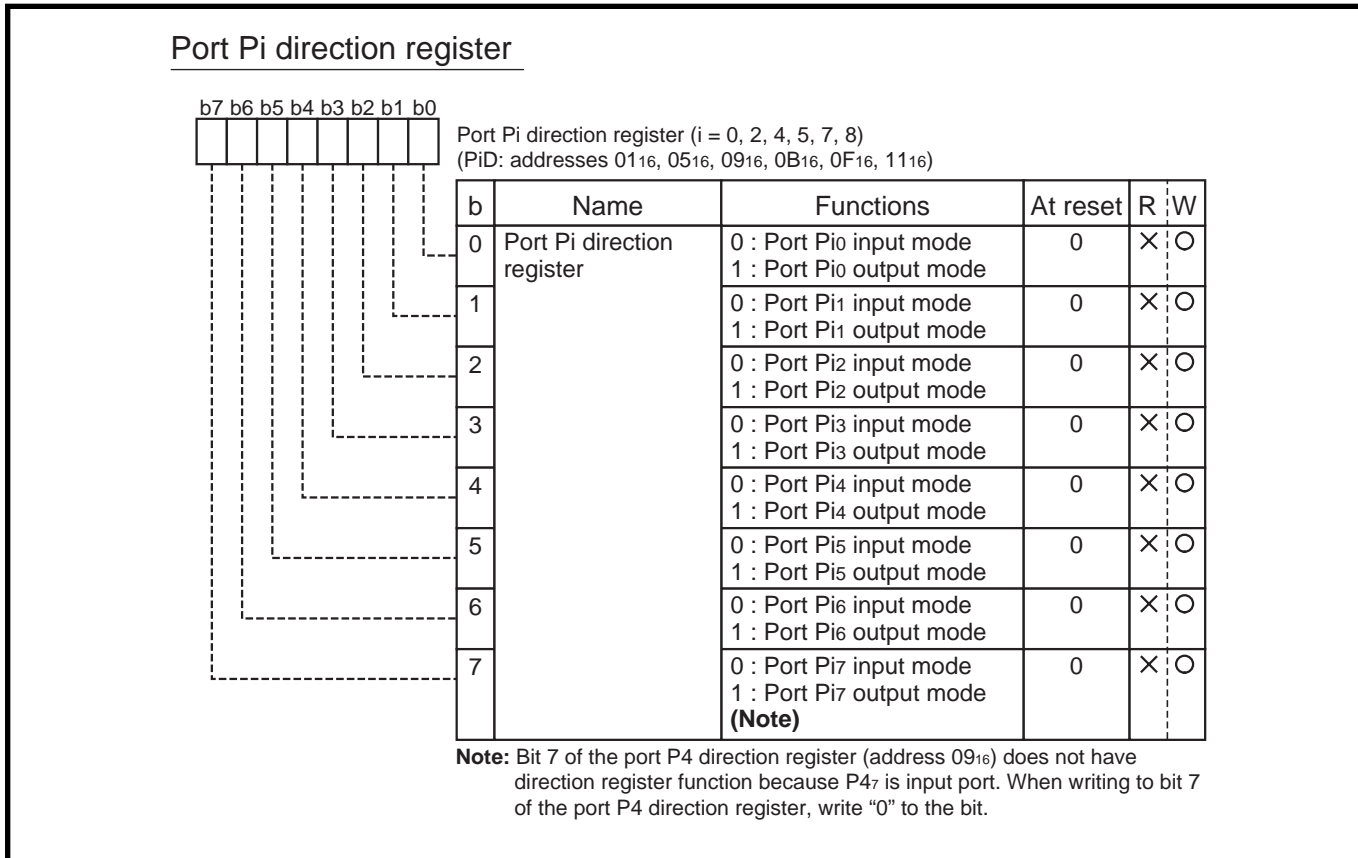 Port Pi direction register
b7 b6 b5 b4 b3 b2 b1 b0
Port Pi direction register (i = 0, 2, 4, 5, 7, 8)
(PiD: addresses 0116, 0516, 0916, 0B16, 0F16, 1116)
b Name Functions At reset R W
0 Port Pi direction register 0 : Port Pi0 input mode 0 × ○
1 : Port Pi0 output mode
1 0 : Port Pi1 input mode 0 × ○
1 : Port Pi1 output mode
2 0 : Port Pi2 input mode 0 × ○
1 : Port Pi2 output mode
3 0 : Port Pi3 input mode 0 × ○
1 : Port Pi3 output mode
4 0 : Port Pi4 input mode 0 × ○
1 : Port Pi4 output mode
5 0 : Port Pi5 input mode 0 × ○
1 : Port Pi5 output mode
6 0 : Port Pi6 input mode 0 × ○
1 : Port Pi6 output mode
7 0 : Port Pi7 input mode 0 × ○
1 : Port Pi7 output mode
(Note)
Note: Bit 7 of the port P4 direction register (address 0916) does not have
direction register function because P47 is input port. When writing to bit 7
of the port P4 direction register, write “0” to the bit.